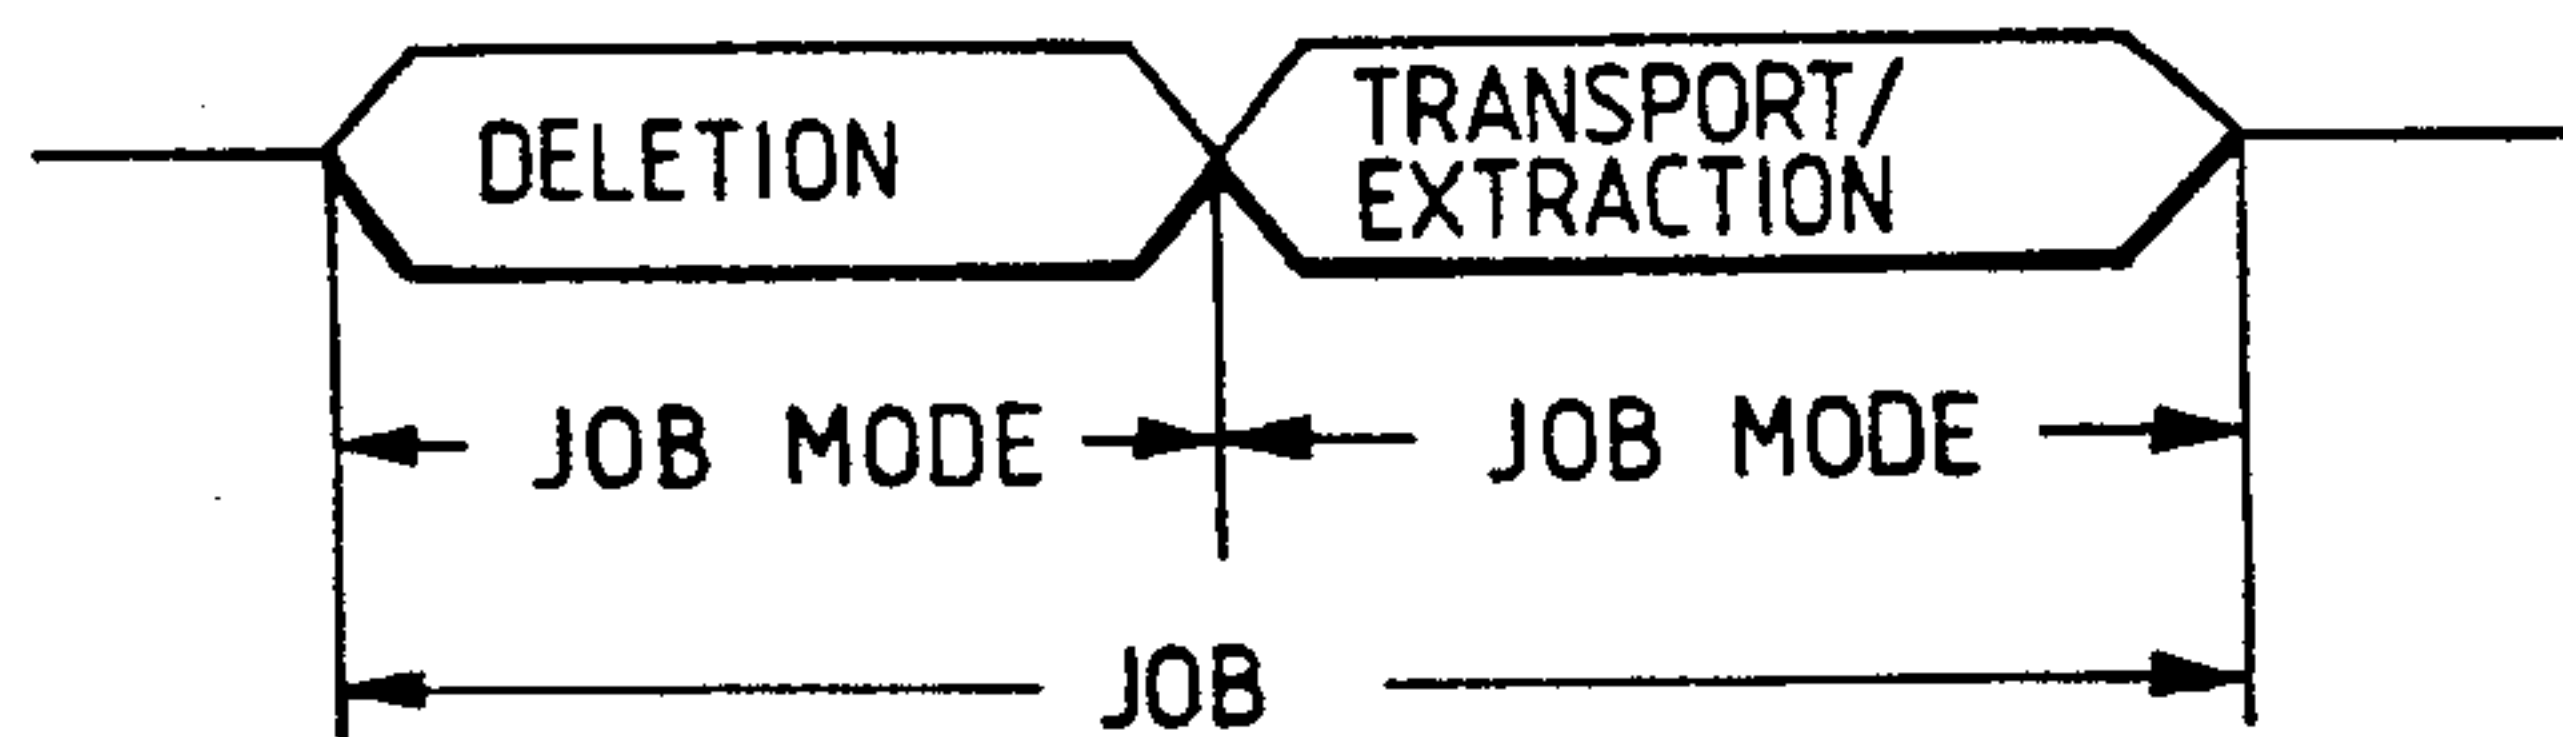 DELETION
TRANSPORT/
EXTRACTION
JOB MODE
JOB MODE
JOB